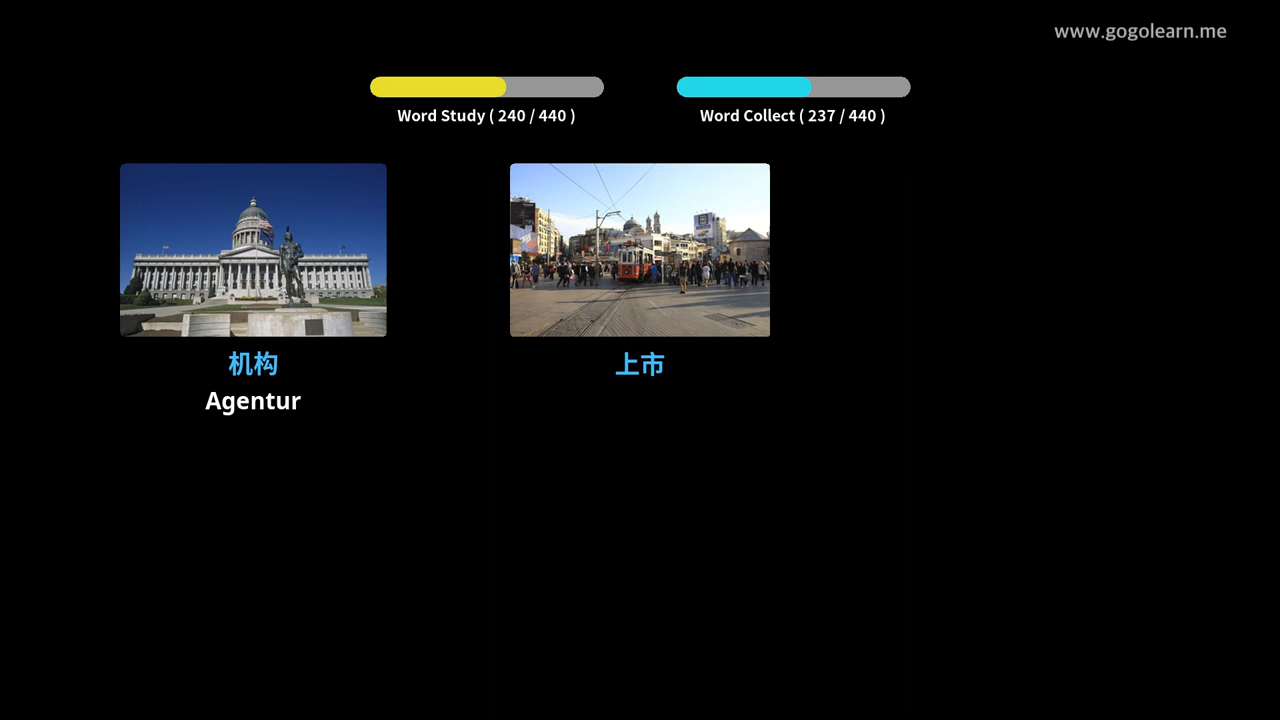 www.gogolearn.me
Word Study ( 240 / 440 )
Word Collect ( 237 / 440 )
机构
Agentur
上市